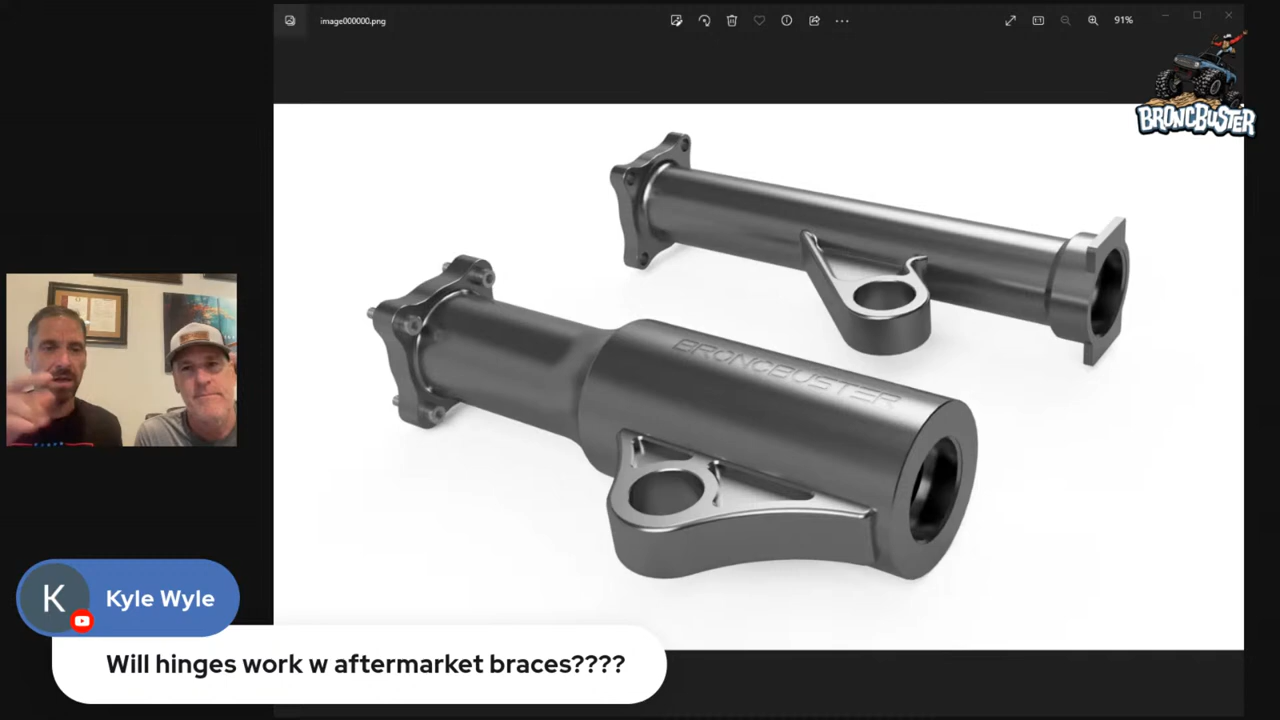 image000000.png
91%
BRONCBUSTER
BRONCBUSTER
K
Kyle Wyle
Will hinges work w aftermarket braces????